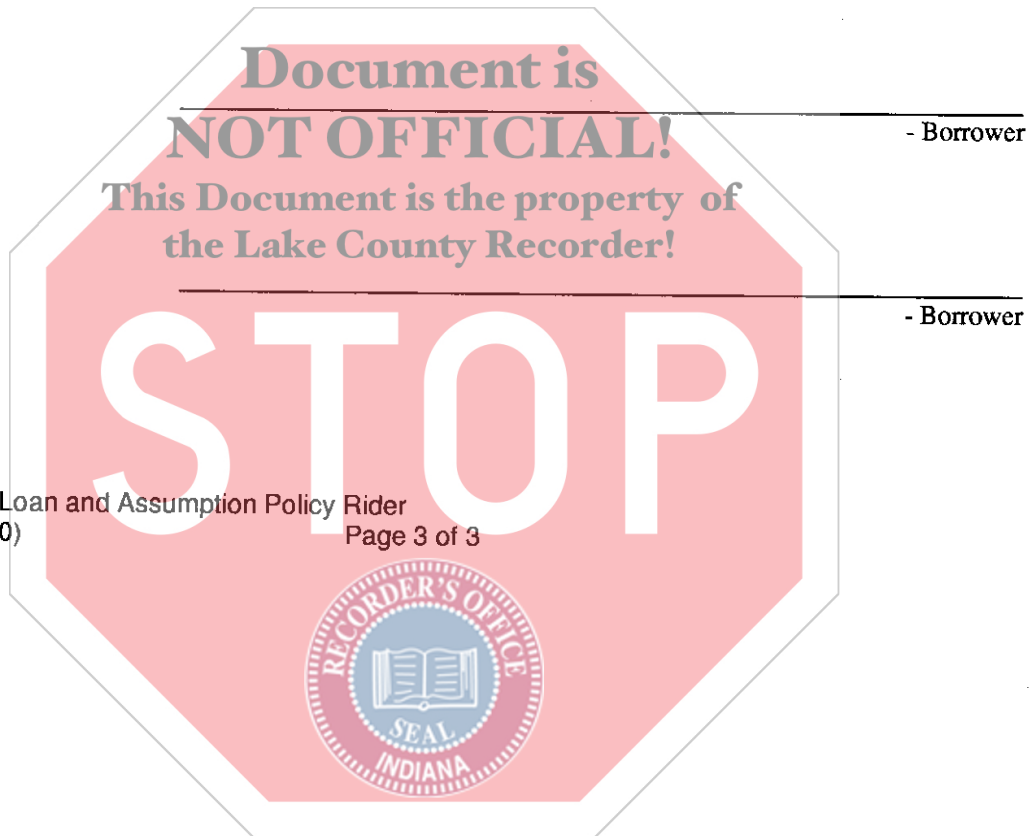 Document is
NOT OFFICIAL!
- Borrower
This Document is the property of
the Lake County Recorder!
- Borrower
STOP
Loan and Assumption Policy Rider
0)
Page 3 of 3
RECORDER'S OFFICE
SEAL
INDIANA